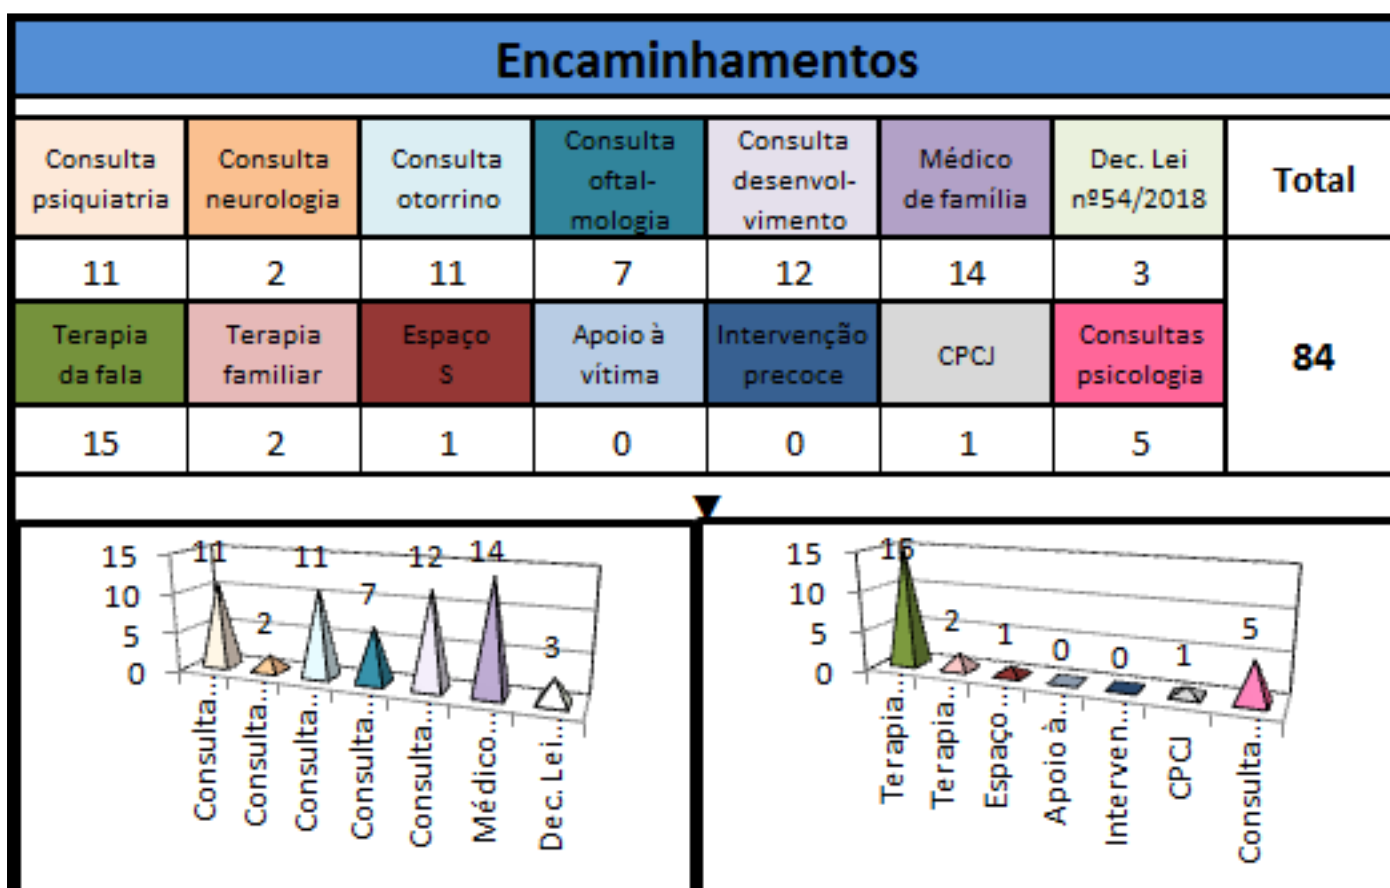 Encaminhamentos
Consulta psiquiatria
Consulta neurologia
Consulta otorrino
Consulta oftal-mologia
Consulta desenvol-vimento
Médico de família
Dec. Lei nº54/2018
Total
11 2 11 7 12 14 3
84
Terapia da fala
Terapia familiar
Espaço S
Apoio à vítima
Intervenção precoce
CPCJ
Consultas psicologia
15 2 1 0 0 1 5
15
10
5
0
11 2 11 7 12 14 3
Consulta...
Consulta...
Consulta...
Consulta...
Consulta...
Médico...
Dec. Lei...
15
10
5
0
15 2 1 0 0 1 5
Terapia...
Terapia...
Espaço ...
Apoio à...
Interven...
CPCJ
Consulta...